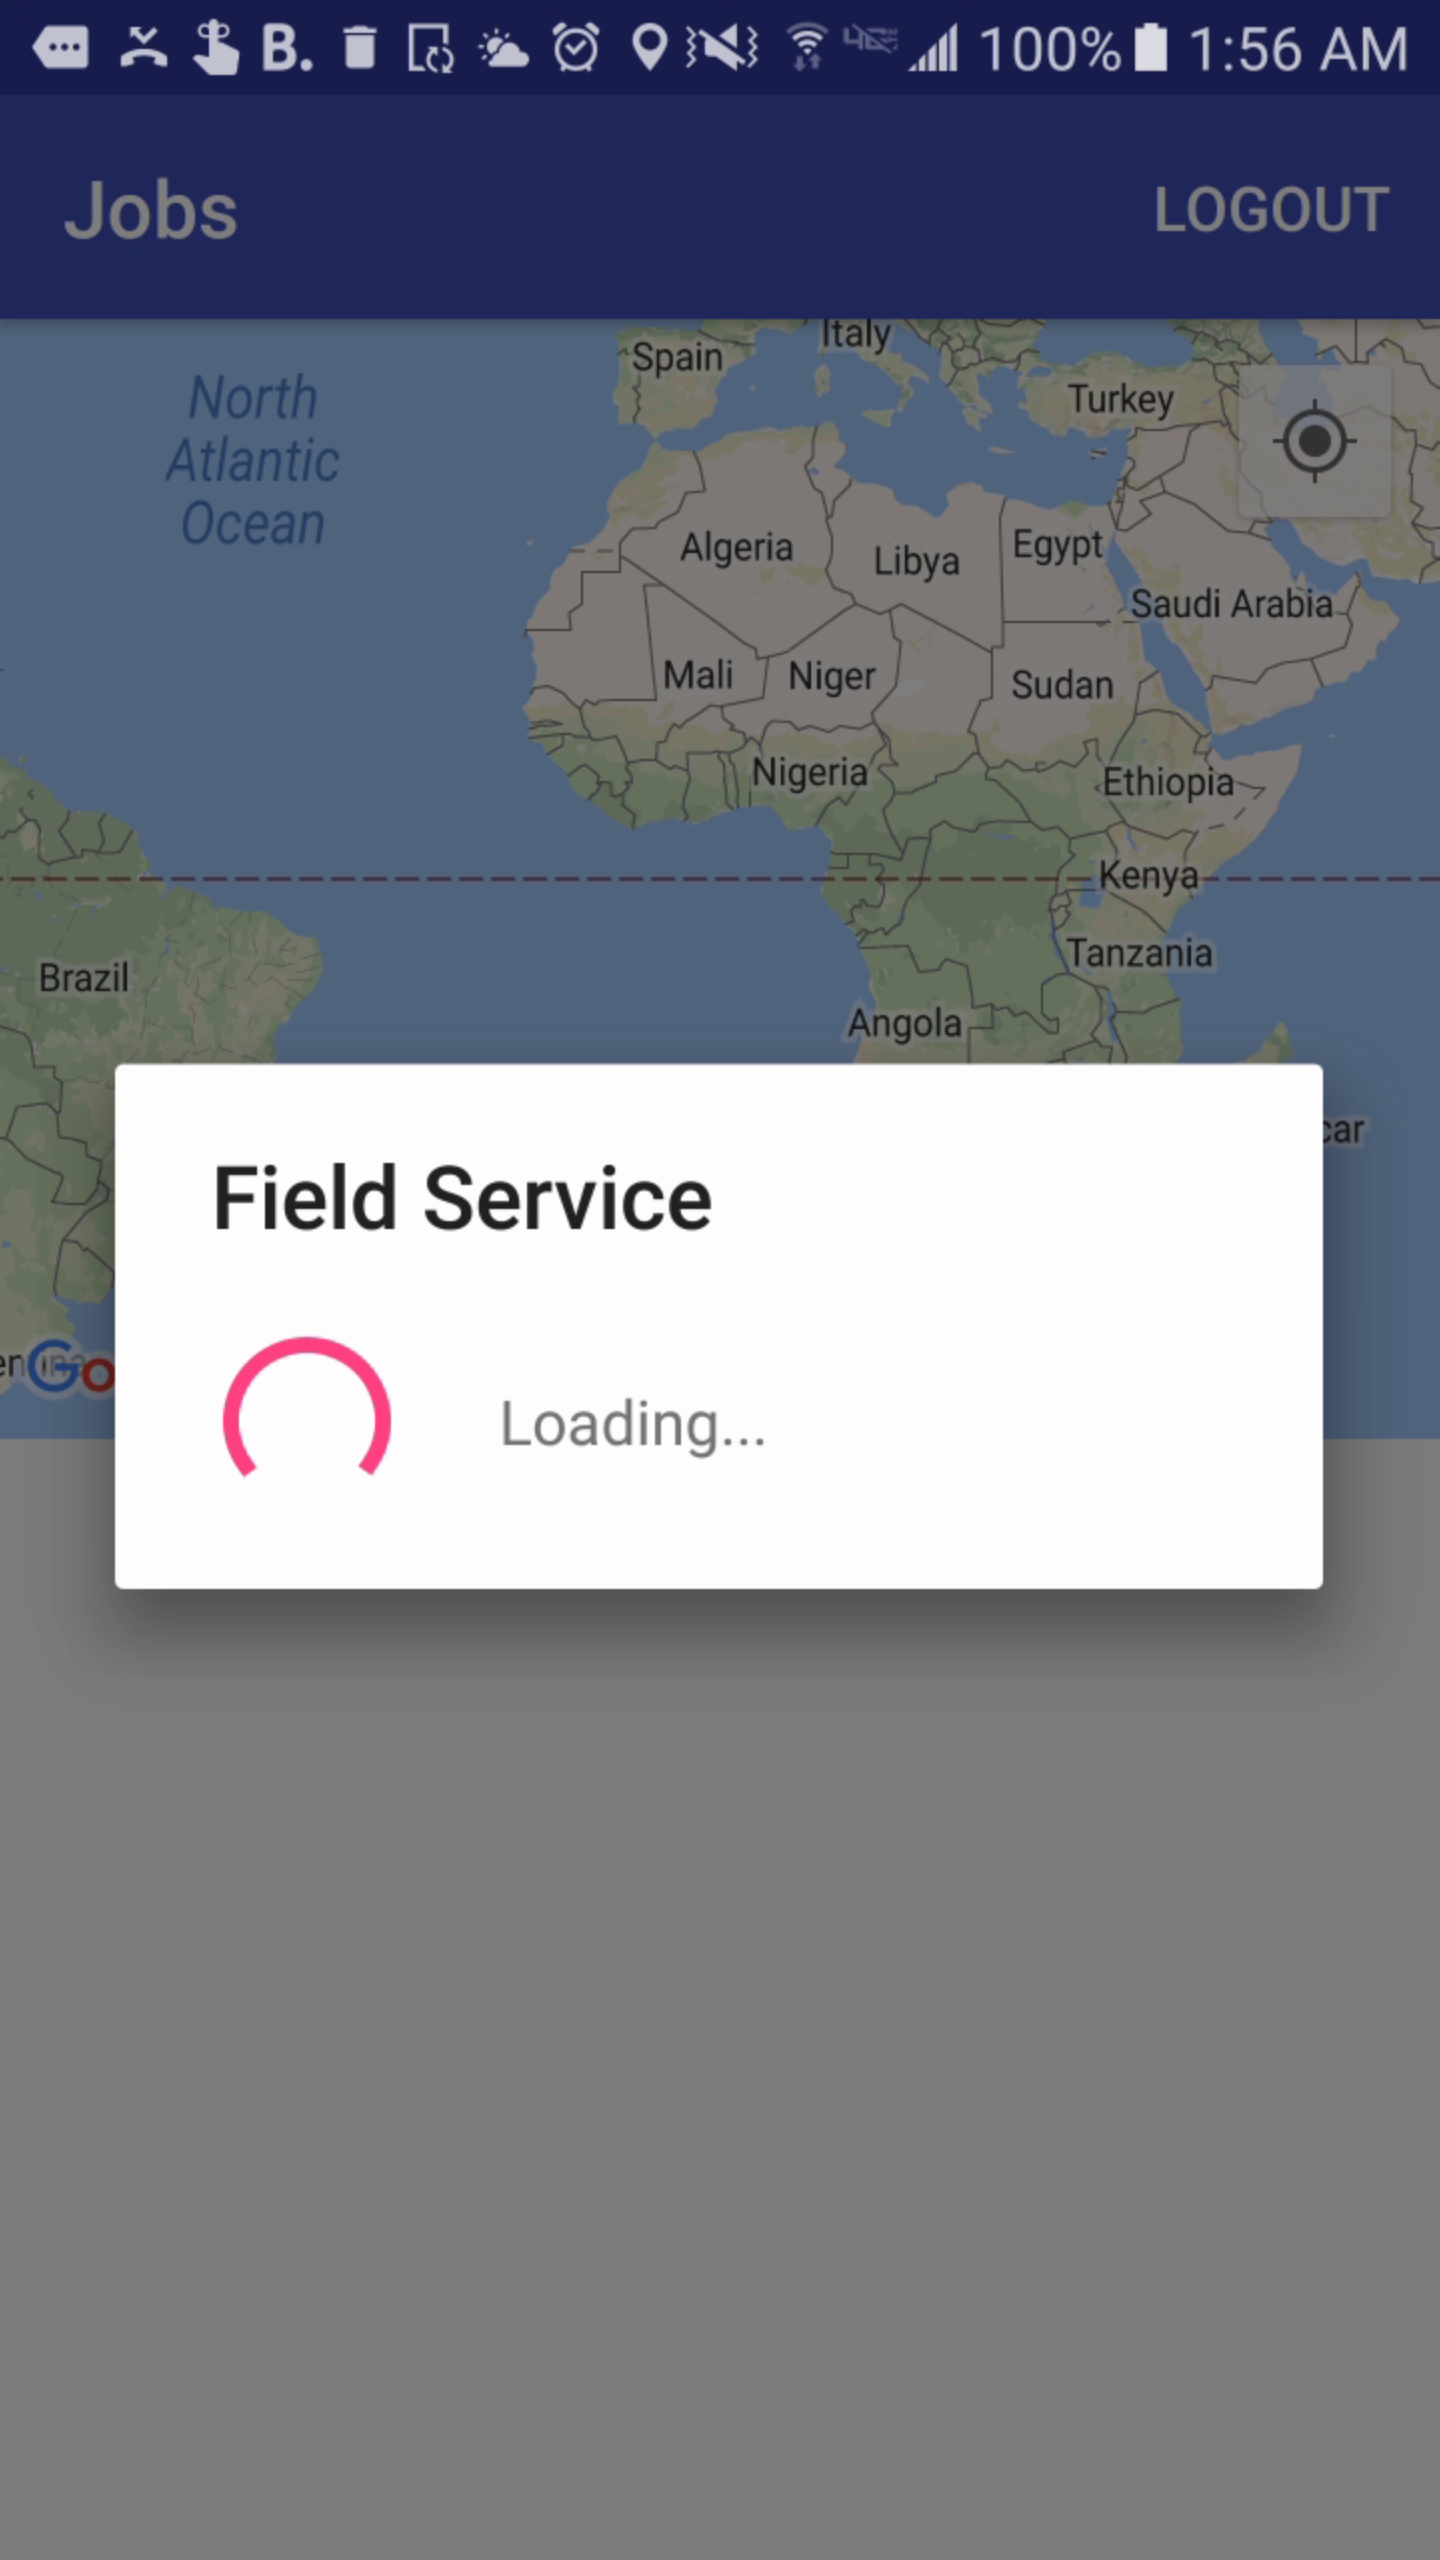 B. 100% 1:56 AM
Jobs
LOGOUT
Italy
Spain
Turkey
North
Atlantic
Ocean
Algeria
Libya
Egypt
Saudi Arabia
Mali
Niger
Sudan
Nigeria
Ethiopia
Kenya
Tanzania
Brazil
Angola
car
Field Service
Go
Loading...